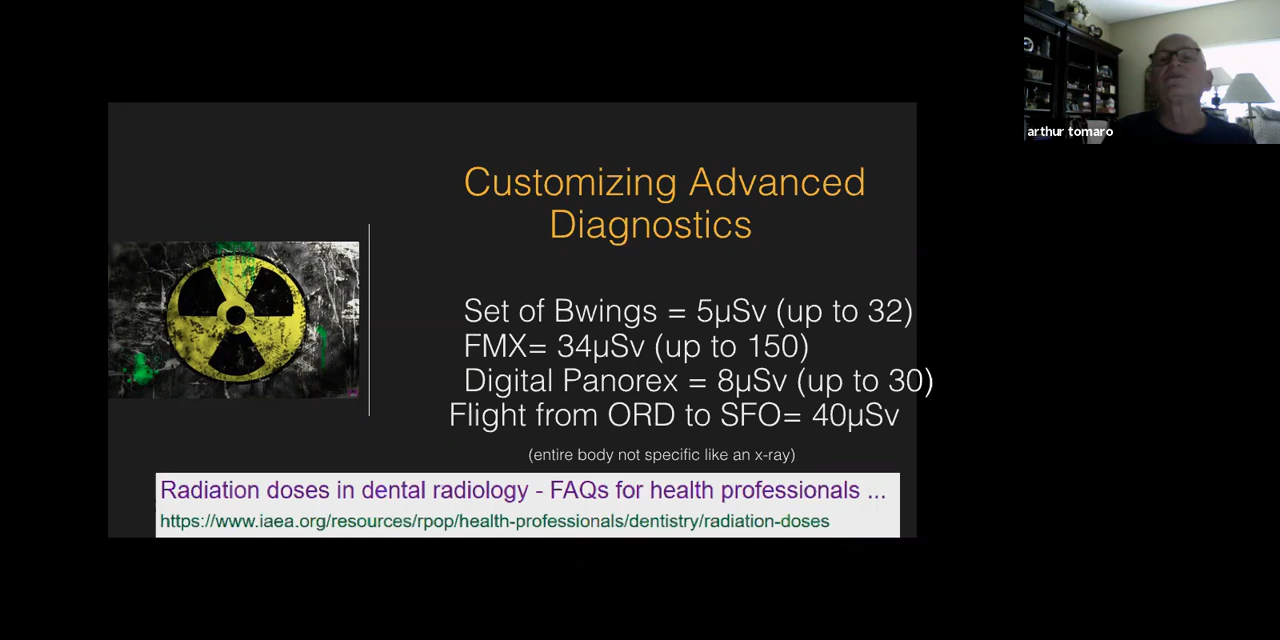 arthur tomaro
Customizing Advanced
Diagnostics
Set of Bwings = 5µSv (up to 32)
FMX= 34µSv (up to 150)
Digital Panorex = 8µSv (up to 30)
Flight from ORD to SFO= 40µSv
(entire body not specific like an x-ray)
Radiation doses in dental radiology - FAQs for health professionals ...
https://www.iaea.org/resources/rpop/health-professionals/dentistry/radiation-doses